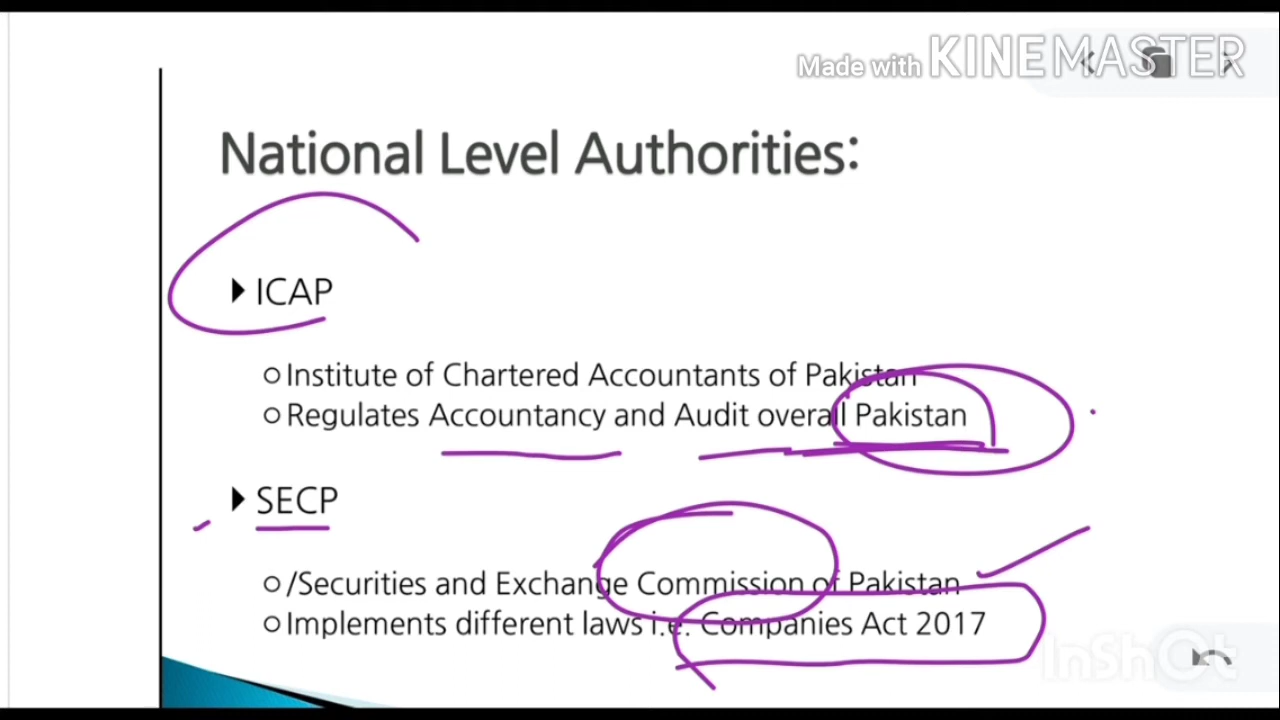 Made with KINEMASTER
National Level Authorities:
ICAP
Institute of Chartered Accountants of Pakistan
Regulates Accountancy and Audit overall Pakistan
SECP
/Securities and Exchange Commission of Pakistan
Implements different laws i.e. Companies Act 2017
InShOt